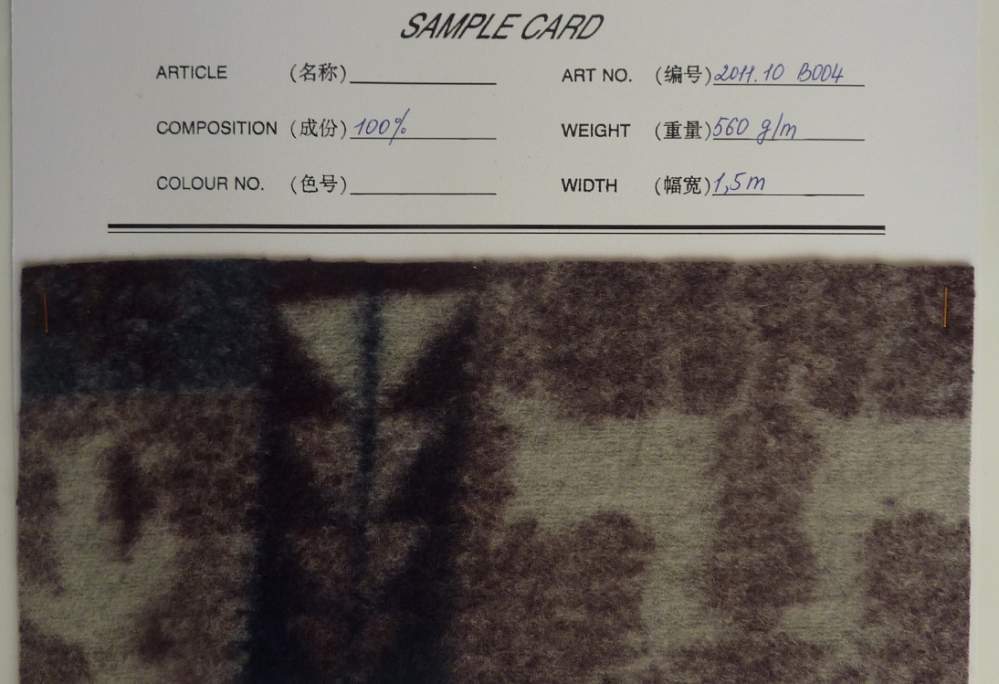 SAMPLE CARD
ARTICLE (名称) ART NO. (编号) 2011.10 B004
COMPOSITION (成份) 100% WEIGHT (重量) 560 g/m
COLOUR NO. (色号) WIDTH (幅宽) 1,5m